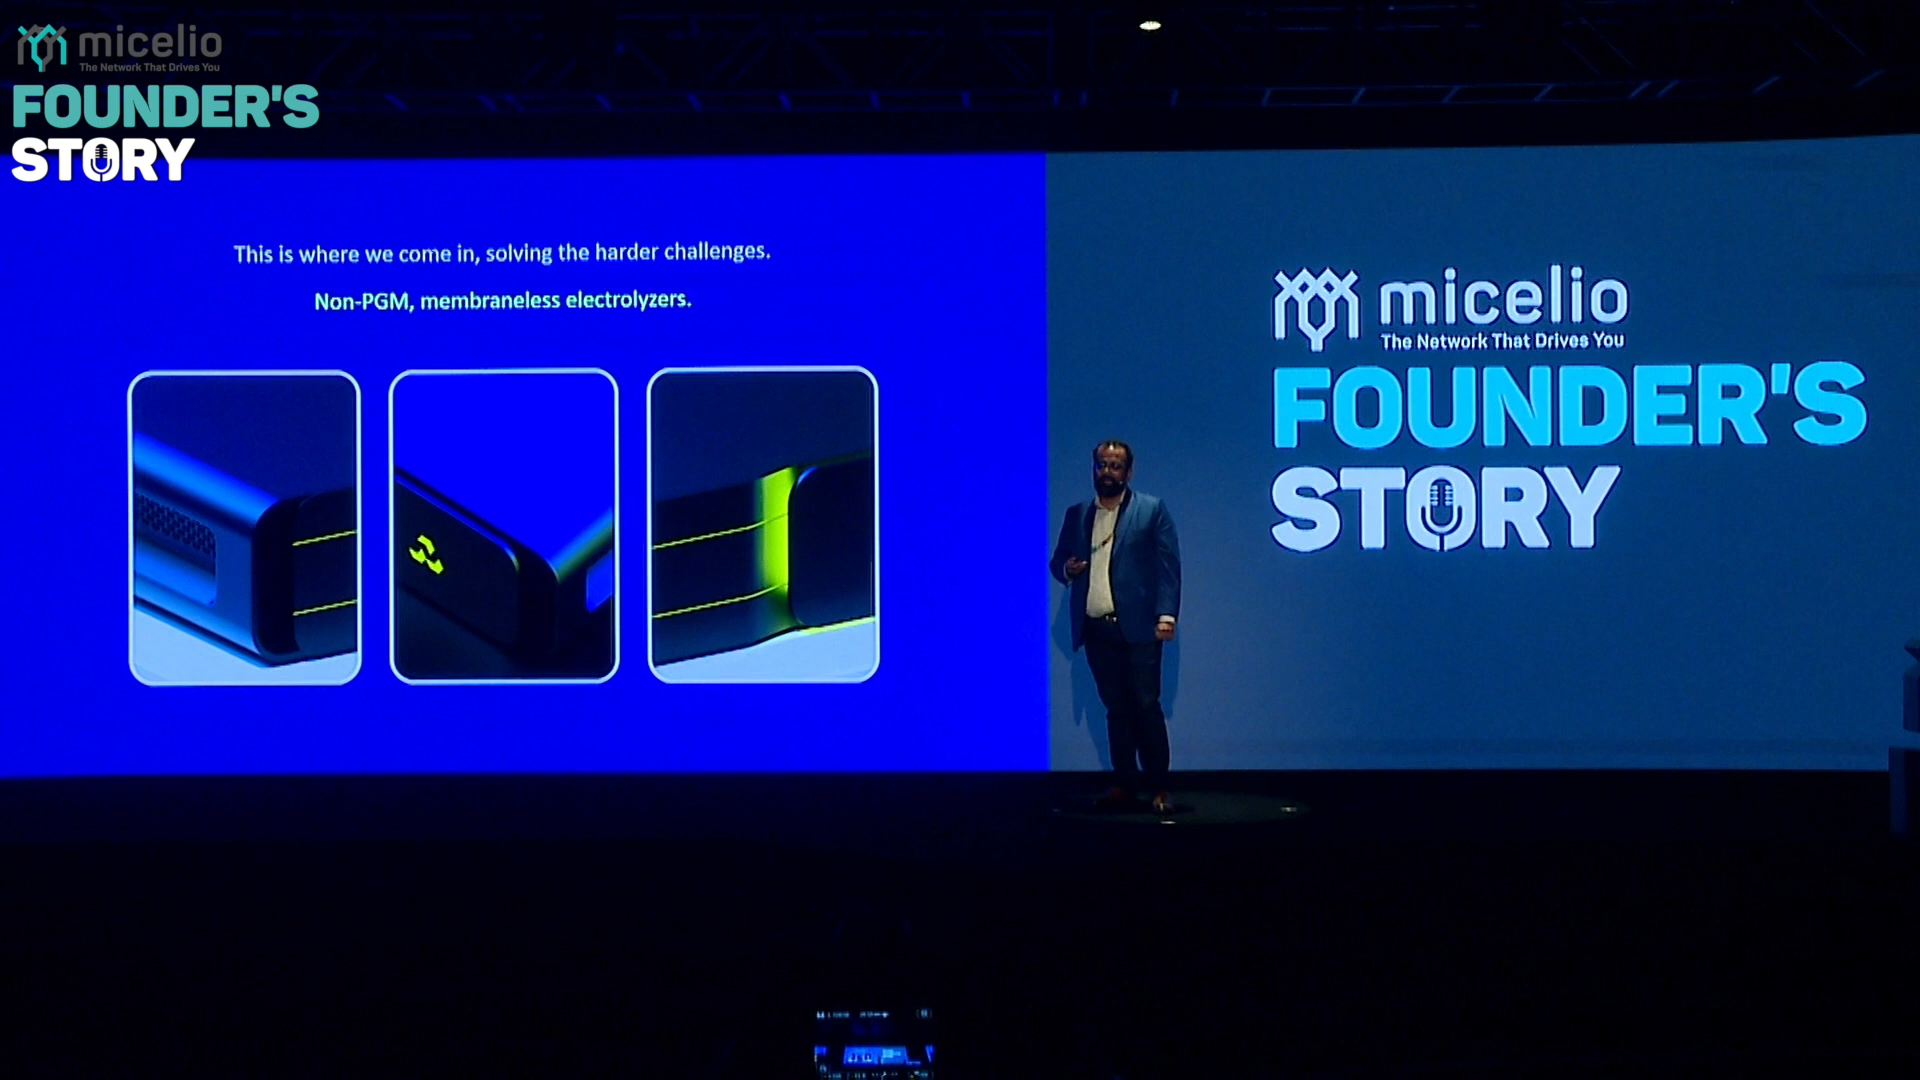 micelio
The Network That Drives You
FOUNDER'S
STORY
This is where we come in, solving the harder challenges.
Non-PGM, membraneless electrolyzers.
micelio
The Network That Drives You
FOUNDER'S
STORY